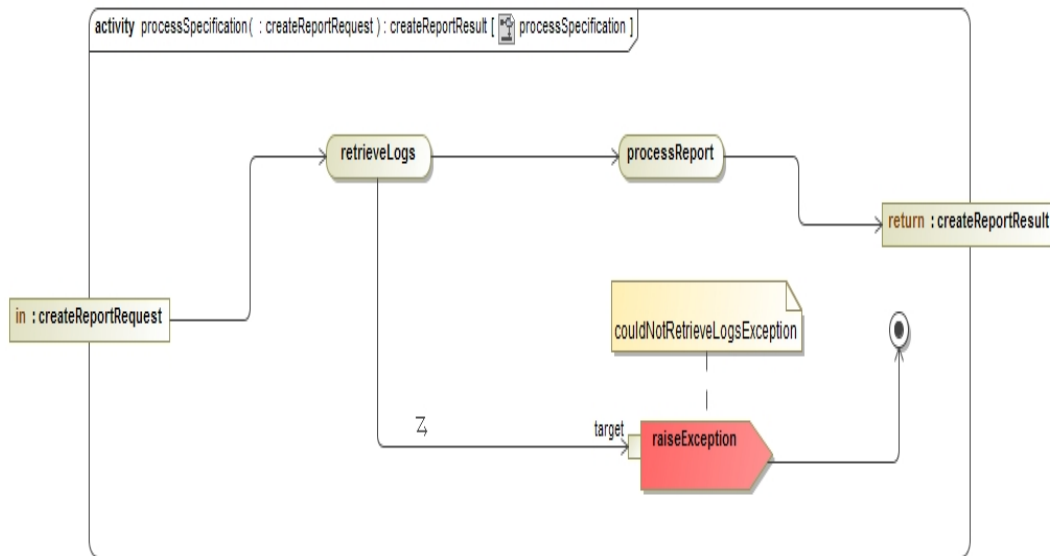 activity processSpecification( : createReportRequest ) : createReportResult [ processSpecification ]
retrieveLogs
processReport
return : createReportResult
in : createReportRequest
couldNotRetrieveLogsException
target
raiseException